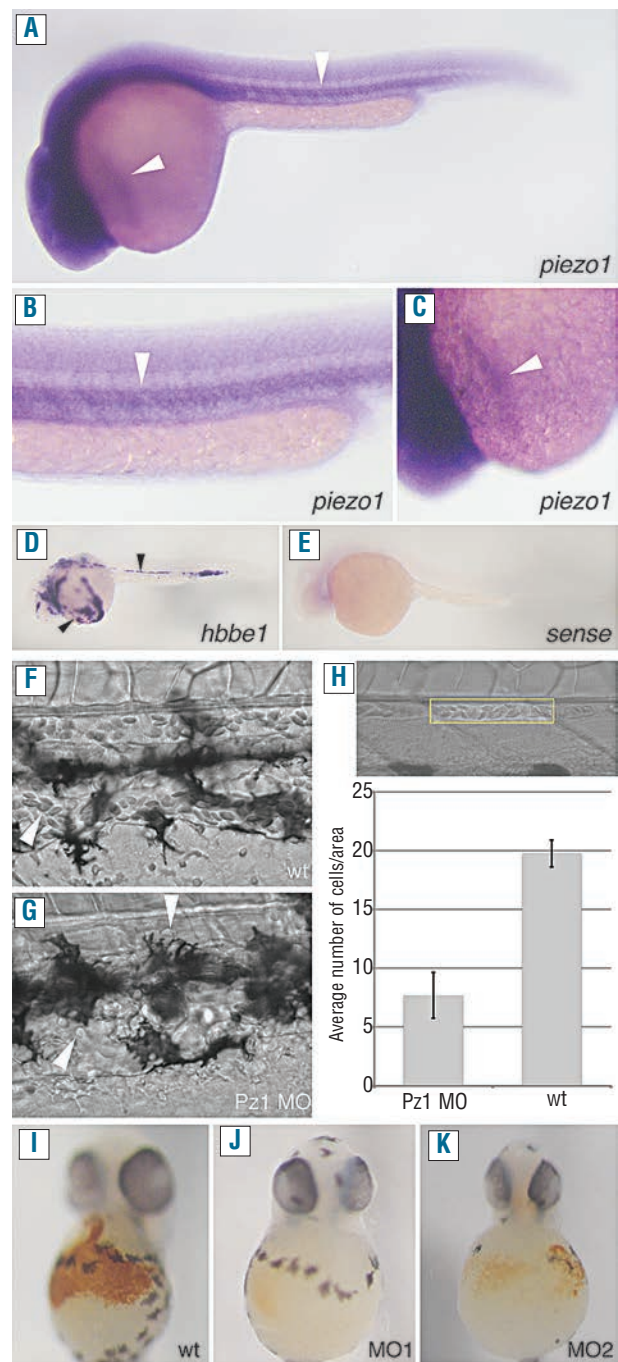 A
piezo1
B
piezo1
C
piezo1
D
hbbe1
E
sense
F
wt
G
Pz1 MO
H
Average number of cells/area
25
20
15
10
5
0
Pz1 MO
wt
I
wt
J
MO1
K
MO2